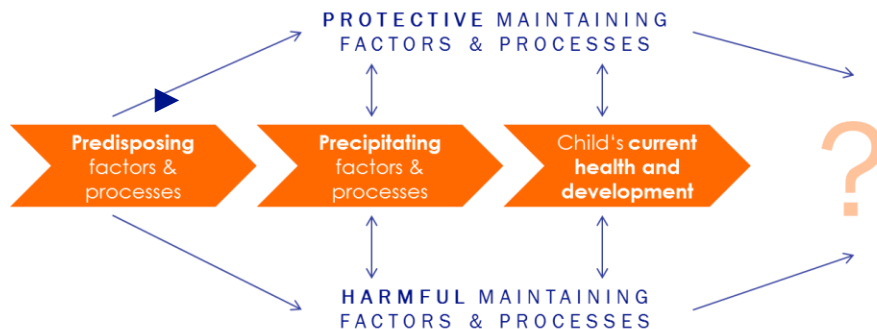 PROTECTIVE MAINTAINING
FACTORS & PROCESSES
Predisposing
factors &
processes
Precipitating
factors &
processes
Child‘s current
health and
development
?
HARMFUL MAINTAINING
FACTORS & PROCESSES